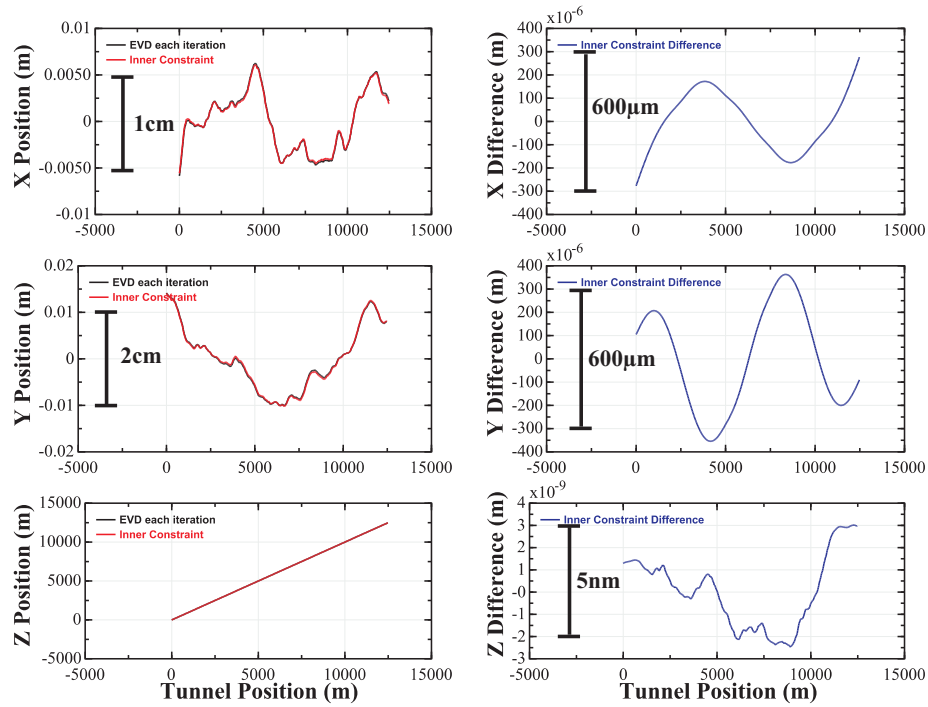 X Position (m)
0.01
0.0050
0
-0.0050
-0.01
EVD each iteration
Inner Constraint
1cm
-5000 0 5000 10000 15000
x10-6
X Difference (m)
400
300
200
100
0
-100
-200
-300
-400
Inner Constraint Difference
600µm
-5000 0 5000 10000 15000
Y Position (m)
0.02
0.01
0
-0.01
-0.02
EVD each iteration
Inner Constraint
2cm
-5000 0 5000 10000 15000
x10-6
Y Difference (m)
400
300
200
100
0
-100
-200
-300
-400
Inner Constraint Difference
600µm
-5000 0 5000 10000 15000
Z Position (m)
15000
10000
5000
0
-5000
EVD each iteration
Inner Constraint
-5000 0 5000 10000 15000
Tunnel Position (m)
x10-9
Z Difference (m)
4
3
2
1
-0
-1
-2
-3
Inner Constraint Difference
5nm
-5000 0 5000 10000 15000
Tunnel Position (m)